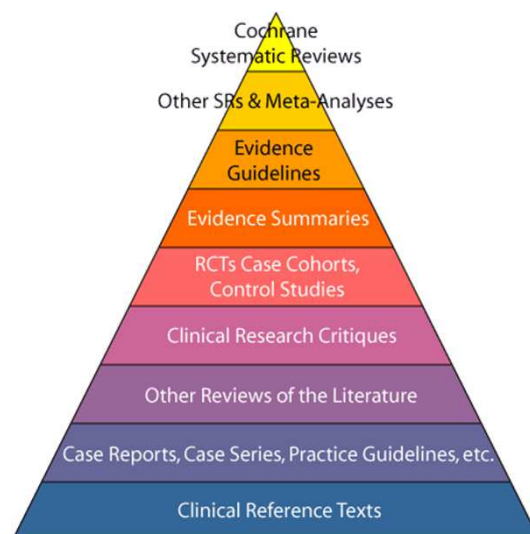 Cochrane
Systematic Reviews
Other SRs & Meta-Analyses
Evidence
Guidelines
Evidence Summaries
RCTs Case Cohorts,
Control Studies
Clinical Research Critiques
Other Reviews of the Literature
Case Reports, Case Series, Practice Guidelines, etc.
Clinical Reference Texts